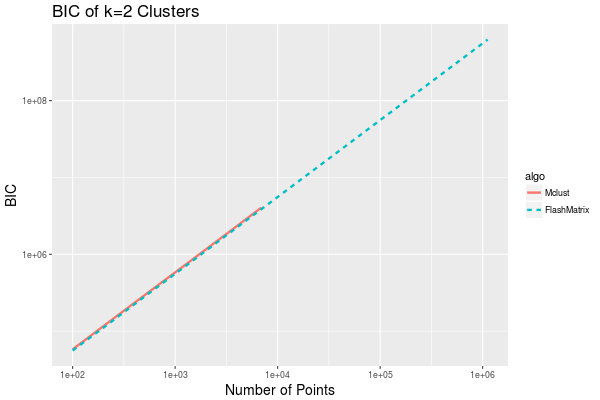 BIC of k=2 Clusters
1e+08
1e+06
BIC
1e+02
1e+03
1e+04
1e+05
1e+06
Number of Points
algo
Mclust
FlashMatrix